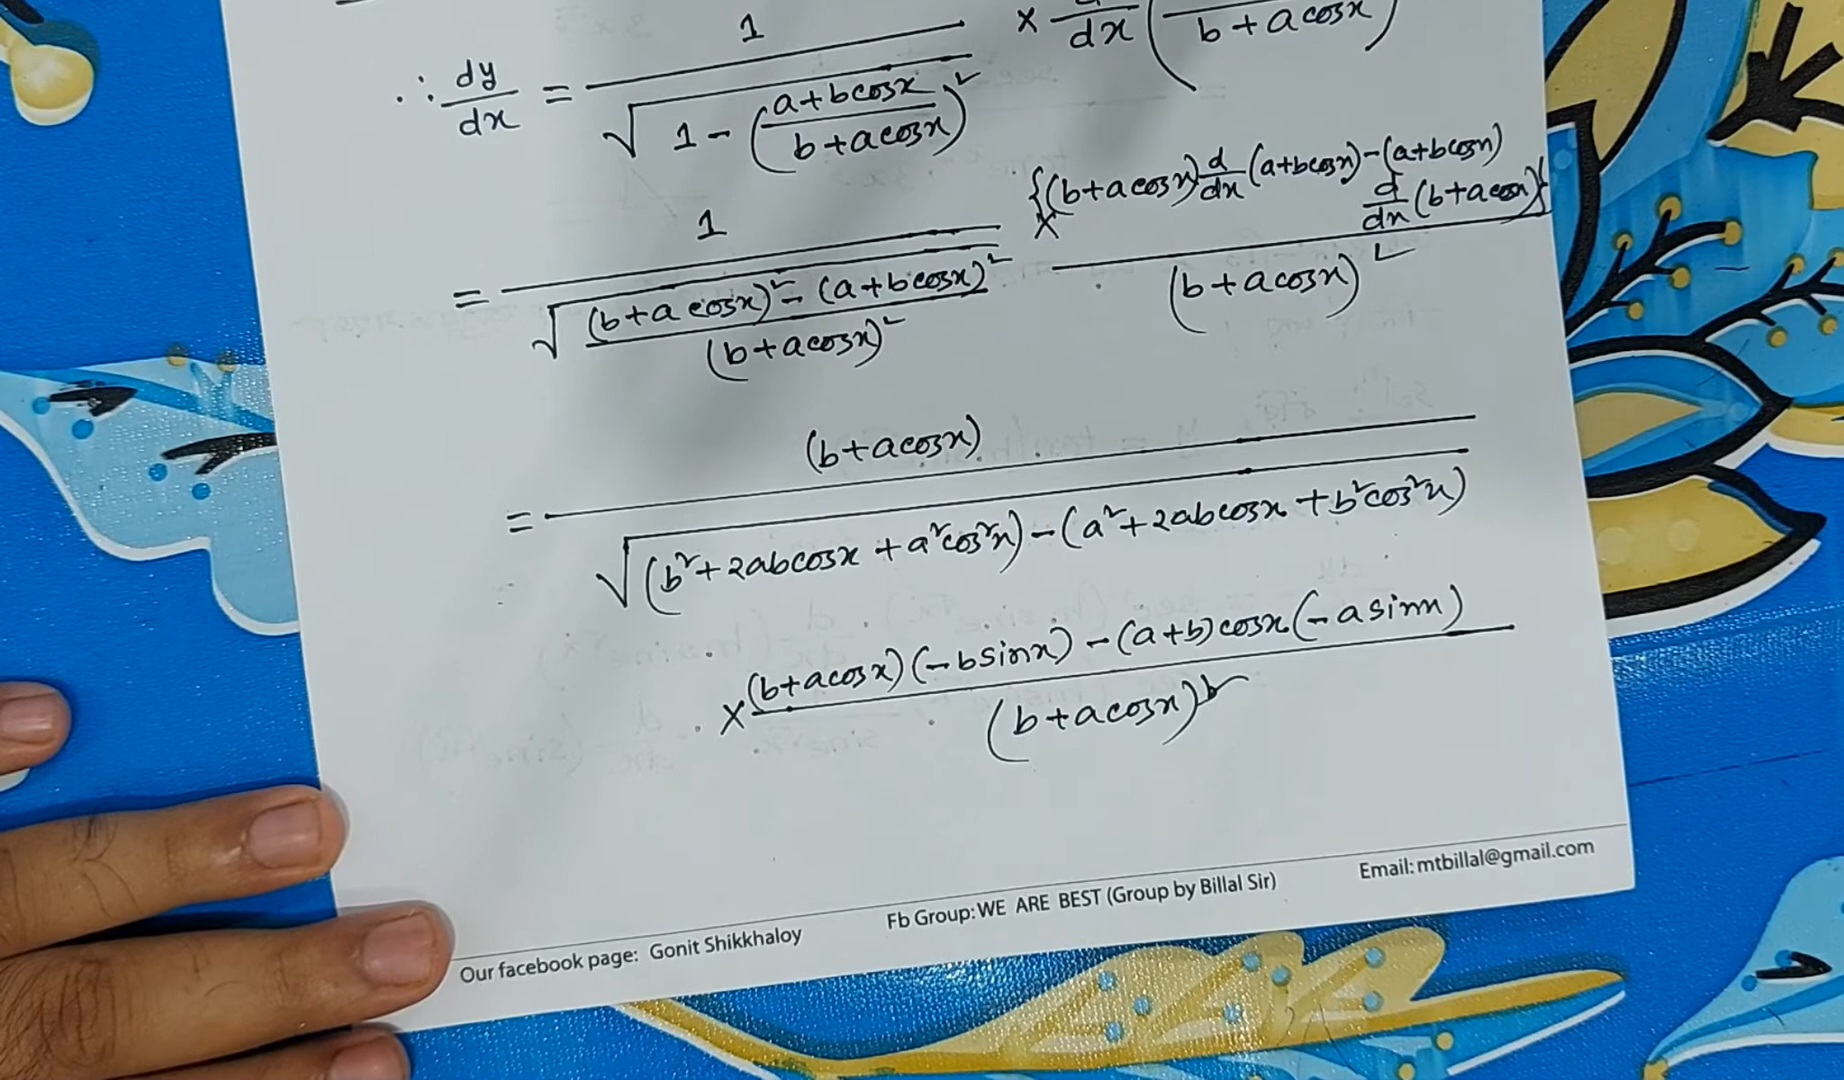 ∴ dy/dx = 1/√(1 - ((a+bcosx)/(b+acosx))²) × d/dx ( /(b+acosx))
= 1/√(((b+acosx)² - (a+bcosx)²)/(b+acosx)²) × {(b+acosx) d/dx (a+bcosx) - (a+bcosx) d/dx (b+acosx)}/(b+acosx)²
= (b+acosx)/√((b²+2abcosx+a²cos²x) - (a²+2abcosx+b²cos²x))
× ((b+acosx)(-bsinx) - (a+b)cosx(-asinx))/(b+acosx)²
Our facebook page: Gonit Shikkhaloy Fb Group: WE ARE BEST (Group by Billal Sir) Email: mtbillal@gmail.com